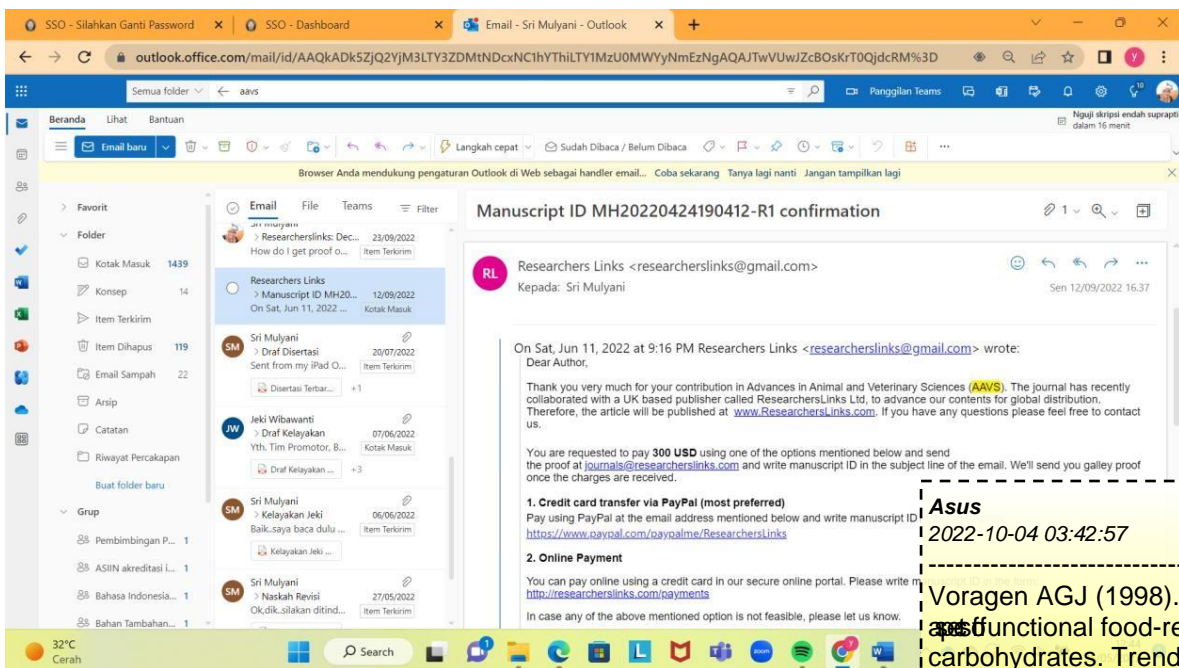 SSO - Silahkan Ganti Password
SSO - Dashboard
Email - Sri Mulyani - Outlook
outlook.office.com/mail/id/AAQkADk5ZjQ2YjM3LTY3ZDMtNDcxNC1hYThiLTY1MzU0MWYyNmEzNgAQAJTwVUwJZcBOsKrT0QjdcRM%3D
Semua folder
aavs
Panggilan Teams
10
Beranda Lihat Bantuan
Nguji skripsi endah suprapti
dalam 16 menit
Email baru
Langkah cepat
Sudah Dibaca / Belum Dibaca
Browser Anda mendukung pengaturan Outlook di Web sebagai handler email... Coba sekarang Tanya lagi nanti Jangan tampilkan lagi
Favorit
Folder
Kotak Masuk 1439
Konsep 14
Item Terkirim
Item Dihapus 119
Email Sampah 22
Arsip
Catatan
Riwayat Percakapan
Buat folder baru
Grup
Pembimbingan P... 1
ASIIN akreditasi i... 1
Bahasa Indonesia... 1
Bahan Tambahan... 1
Email File Teams Filter
Sri Mulyani
> Researcherslinks: Dec... 23/09/2022
How do I get proof o... Item Terkirim
Researchers Links
> Manuscript ID MH20... 12/09/2022
On Sat, Jun 11, 2022 ... Kotak Masuk
SM
Sri Mulyani
> Draf Disertasi 20/07/2022
Sent from my iPad O... Item Terkirim
Disertasi Terbar... +1
JW
Jeki Wibawanti
> Draf Kelayakan 07/06/2022
Yth. Tim Promotor, B... Kotak Masuk
Draf Kelayakan ... +3
SM
Sri Mulyani
> Kelayakan Jeki 06/06/2022
Baik..saya baca dulu ... Item Terkirim
Kelayakan Jeki ...
SM
Sri Mulyani
> Naskah Revisi 27/05/2022
Ok,dik..silakan ditind... Item Terkirim
Manuscript ID MH20220424190412-R1 confirmation
1
RL
Researchers Links <researcherslinks@gmail.com>
Kepada: Sri Mulyani
Sen 12/09/2022 16.37
On Sat, Jun 11, 2022 at 9:16 PM Researchers Links <researcherslinks@gmail.com> wrote:
Dear Author,
Thank you very much for your contribution in Advances in Animal and Veterinary Sciences (AAVS). The journal has recently
collaborated with a UK based publisher called ResearchersLinks Ltd, to advance our contents for global distribution.
Therefore, the article will be published at www.ResearchersLinks.com. If you have any questions please feel free to contact
us.
You are requested to pay 300 USD using one of the options mentioned below and send
the proof at journals@researcherslinks.com and write manuscript ID in the subject line of the email. We'll send you galley proof
once the charges are received.
1. Credit card transfer via PayPal (most preferred)
Pay using PayPal at the email address mentioned below and write manuscript ID
https://www.paypal.com/paypalme/ResearchersLinks
2. Online Payment
You can pay online using a credit card in our secure online portal. Please write
http://researcherslinks.com/payments
In case any of the above mentioned option is not feasible, please let us know.
Asus
2022-10-04 03:42:57
Voragen AGJ (1998).
functional food-re
carbohydrates. Trend
32°C
Cerah
Search